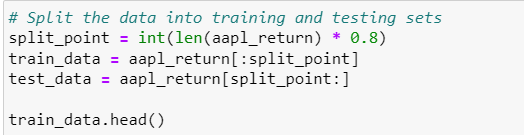 # Split the data into training and testing sets
split_point = int(len(aapl_return) * 0.8)
train_data = aapl_return[:split_point]
test_data = aapl_return[split_point:]
train_data.head()